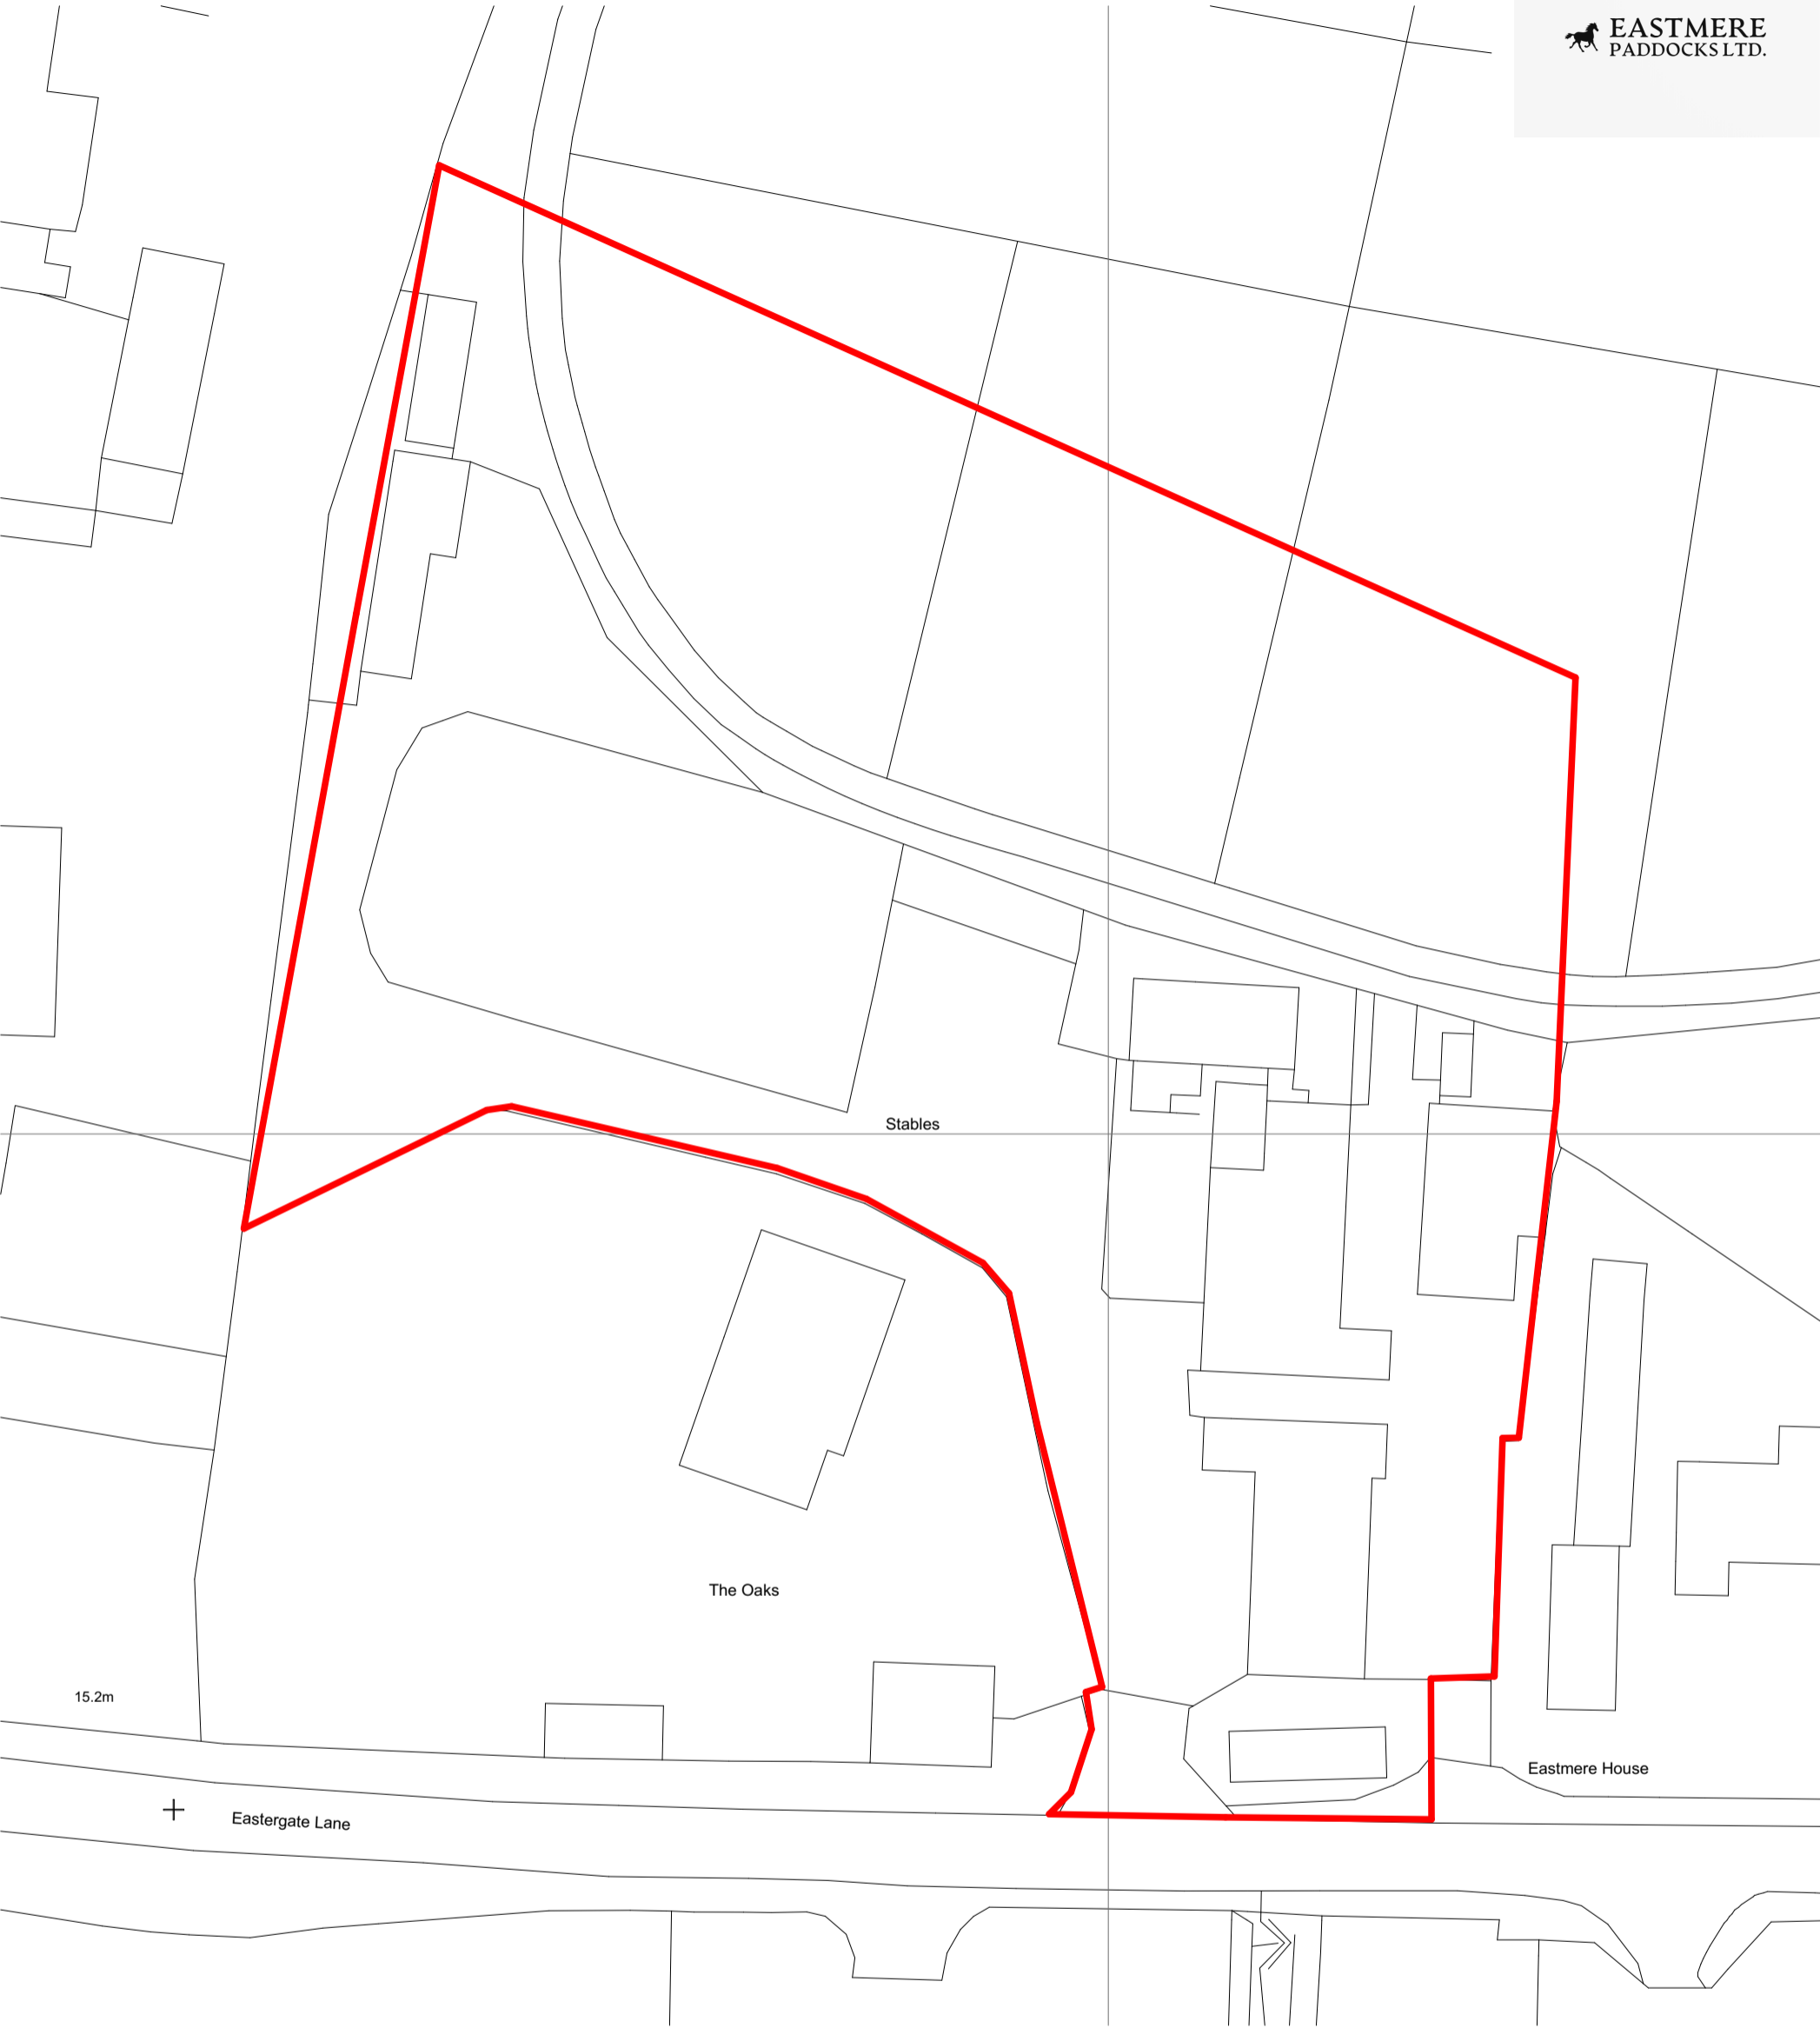 EASTMERE
PADDOCKS LTD.
Stables
The Oaks
15.2m
Eastmere House
Eastergate Lane